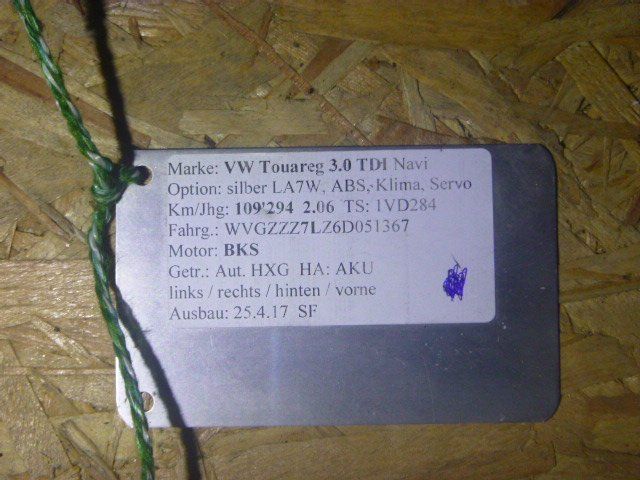 Marke: VW Touareg 3.0 TDI Navi
Option: silber LA7W, ABS, Klima, Servo
Km/Jhg: 109'294 2.06 TS: 1VD284
Fahrg.: WVGZZZ7LZ6D051367
Motor: BKS
Getr.: Aut. HXG HA: AKU
links / rechts / hinten / vorne
Ausbau: 25.4.17 SF